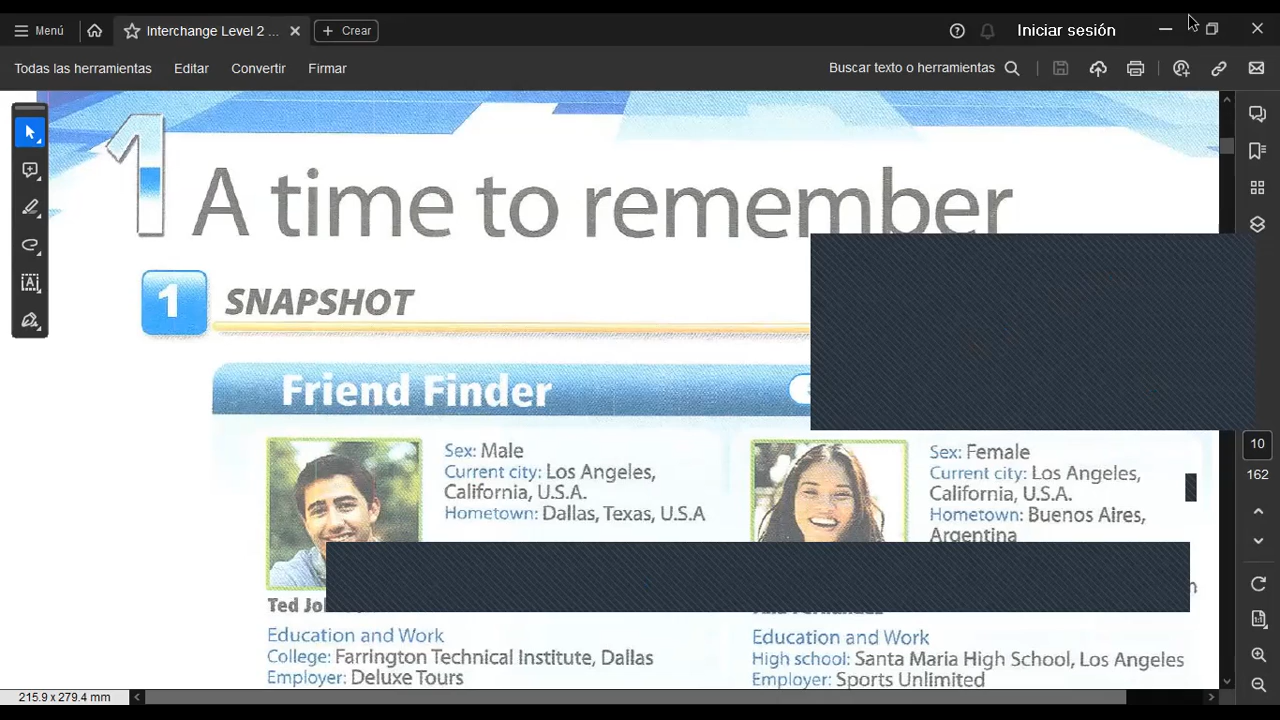 Menú
Interchange Level 2 ...
Crear
Iniciar sesión
Todas las herramientas
Editar
Convertir
Firmar
Buscar texto o herramientas
1 A time to remember
1 SNAPSHOT
Friend Finder
Sex: Male
Current city: Los Angeles,
California, U.S.A.
Hometown: Dallas, Texas, U.S.A
Ted
Education and Work
College: Farrington Technical Institute, Dallas
Employer: Deluxe Tours
Sex: Female
Current city: Los Angeles,
California, U.S.A.
Hometown: Buenos Aires,
Argentina
Education and Work
High school: Santa Maria High School, Los Angeles
Employer: Sports Unlimited
10
162
215.9 x 279.4 mm